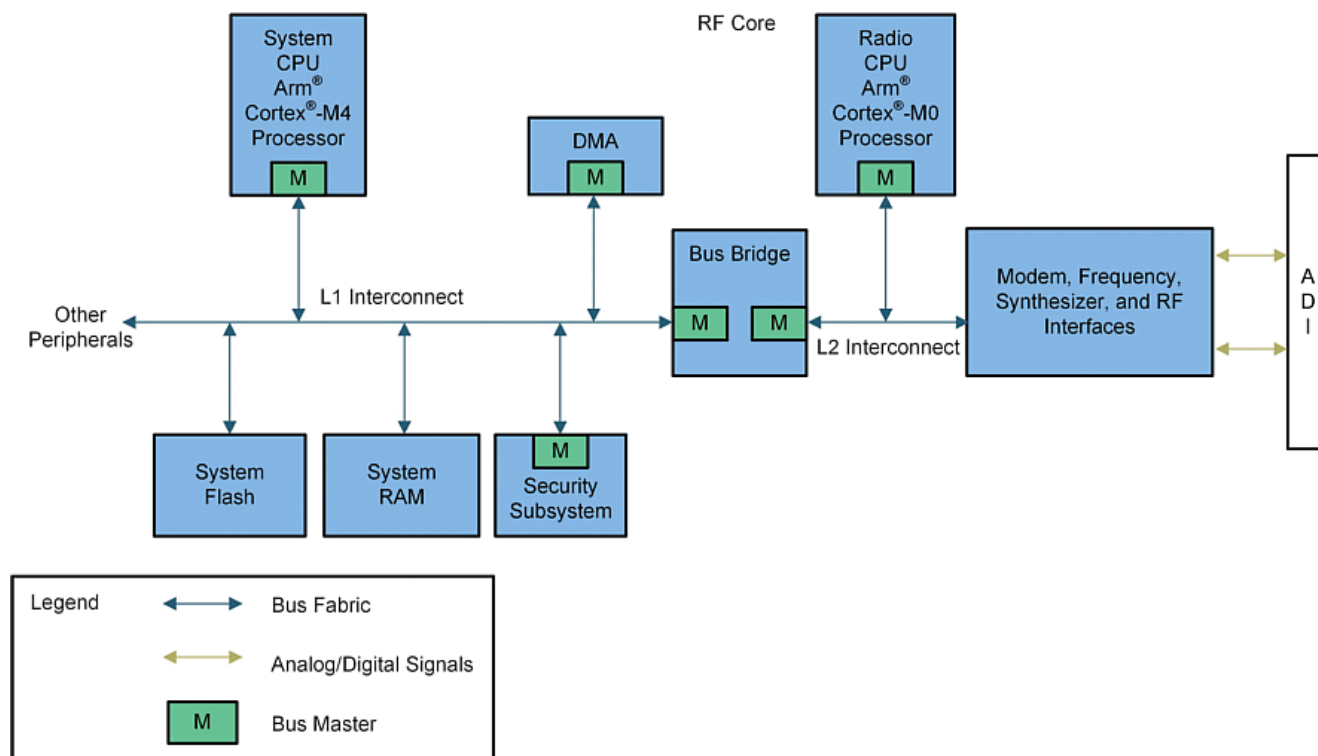 RF Core
System
CPU
Arm®
Cortex®-M4
Processor
M
DMA
M
Radio
CPU
Arm®
Cortex®-M0
Processor
M
Bus Bridge
M
M
Modem, Frequency,
Synthesizer, and RF
Interfaces
A
D
I
L1 Interconnect
Other
Peripherals
L2 Interconnect
System
Flash
System
RAM
M
Security
Subsystem
Legend
Bus Fabric
Analog/Digital Signals
M
Bus Master